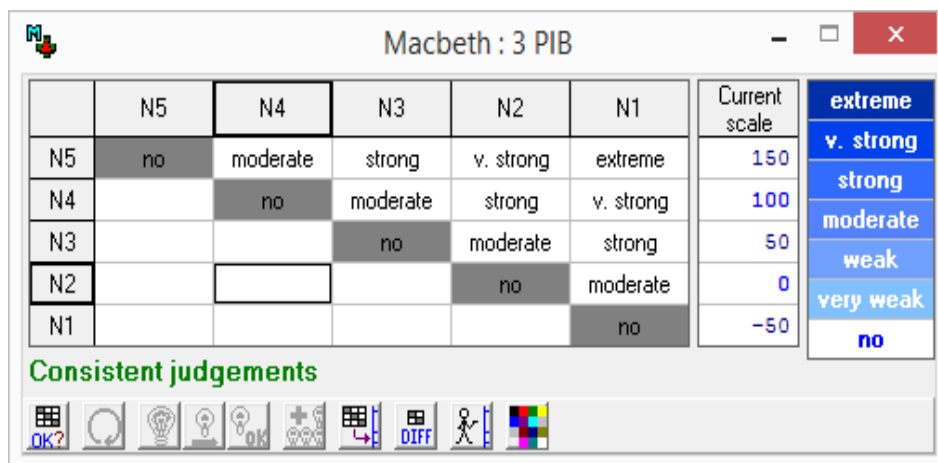 Macbeth : 3 PIB
N5 N4 N3 N2 N1 Current scale
N5 no moderate strong v. strong extreme 150
N4 no moderate strong v. strong 100
N3 no moderate strong 50
N2 no moderate 0
N1 no -50
extreme
v. strong
strong
moderate
weak
very weak
no
Consistent judgements
OK? OK DIFF